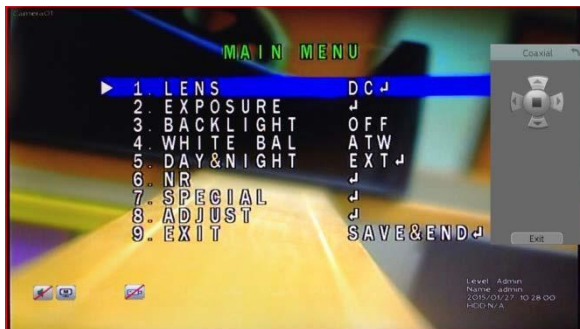 Camera01
MAIN MENU
Coaxial
1. LENS DC↲
2. EXPOSURE ↲
3. BACKLIGHT OFF
4. WHITE BAL ATW
5. DAY&NIGHT EXT↲
6. NR ↲
7. SPECIAL ↲
8. ADJUST ↲
9. EXIT SAVE&END↲
Exit
Level : Admin
Name : admin
2015/01/27 10:28:00
HDD:N/A